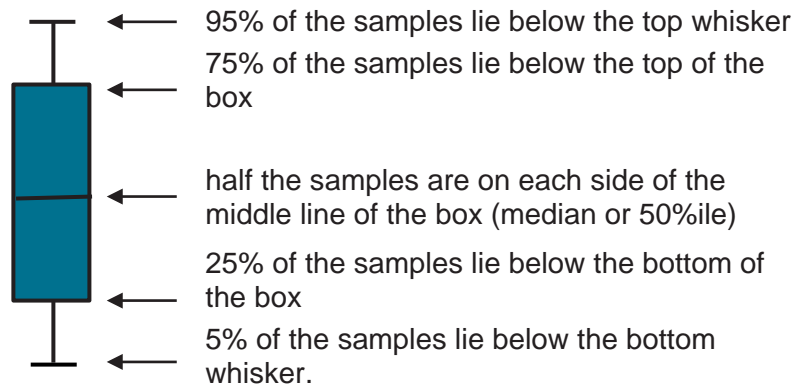 95% of the samples lie below the top whisker
75% of the samples lie below the top of the
box
half the samples are on each side of the
middle line of the box (median or 50%ile)
25% of the samples lie below the bottom of
the box
5% of the samples lie below the bottom
whisker.